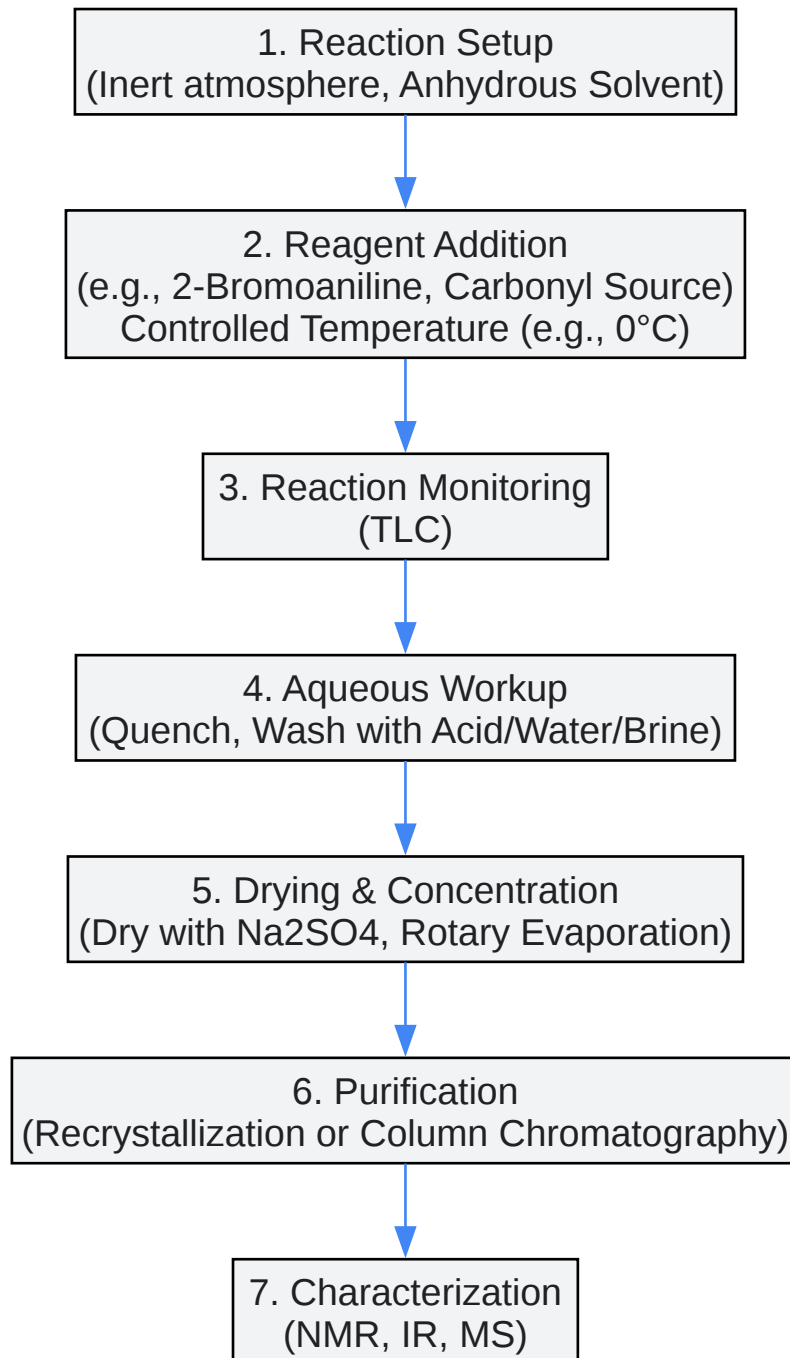 1. Reaction Setup
(Inert atmosphere, Anhydrous Solvent)
2. Reagent Addition
(e.g., 2-Bromoaniline, Carbonyl Source)
Controlled Temperature (e.g., 0°C)
3. Reaction Monitoring
(TLC)
4. Aqueous Workup
(Quench, Wash with Acid/Water/Brine)
5. Drying & Concentration
(Dry with Na2SO4, Rotary Evaporation)
6. Purification
(Recrystallization or Column Chromatography)
7. Characterization
(NMR, IR, MS)